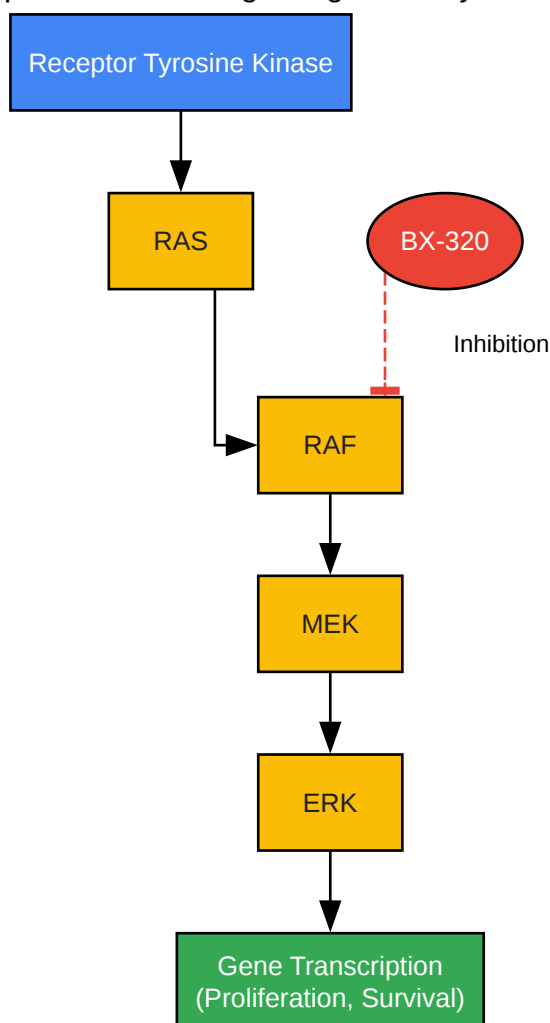 Receptor Tyrosine Kinase
RAS
BX-320
Inhibition
RAF
MEK
ERK
Gene Transcription
(Proliferation, Survival)